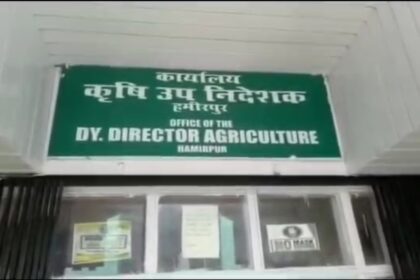 कार्यालय
कृषि उप निदेशक
हमीरपुर
OFFICE OF THE
DY. DIRECTOR AGRICULTURE
HAMIRPUR
NO MASK